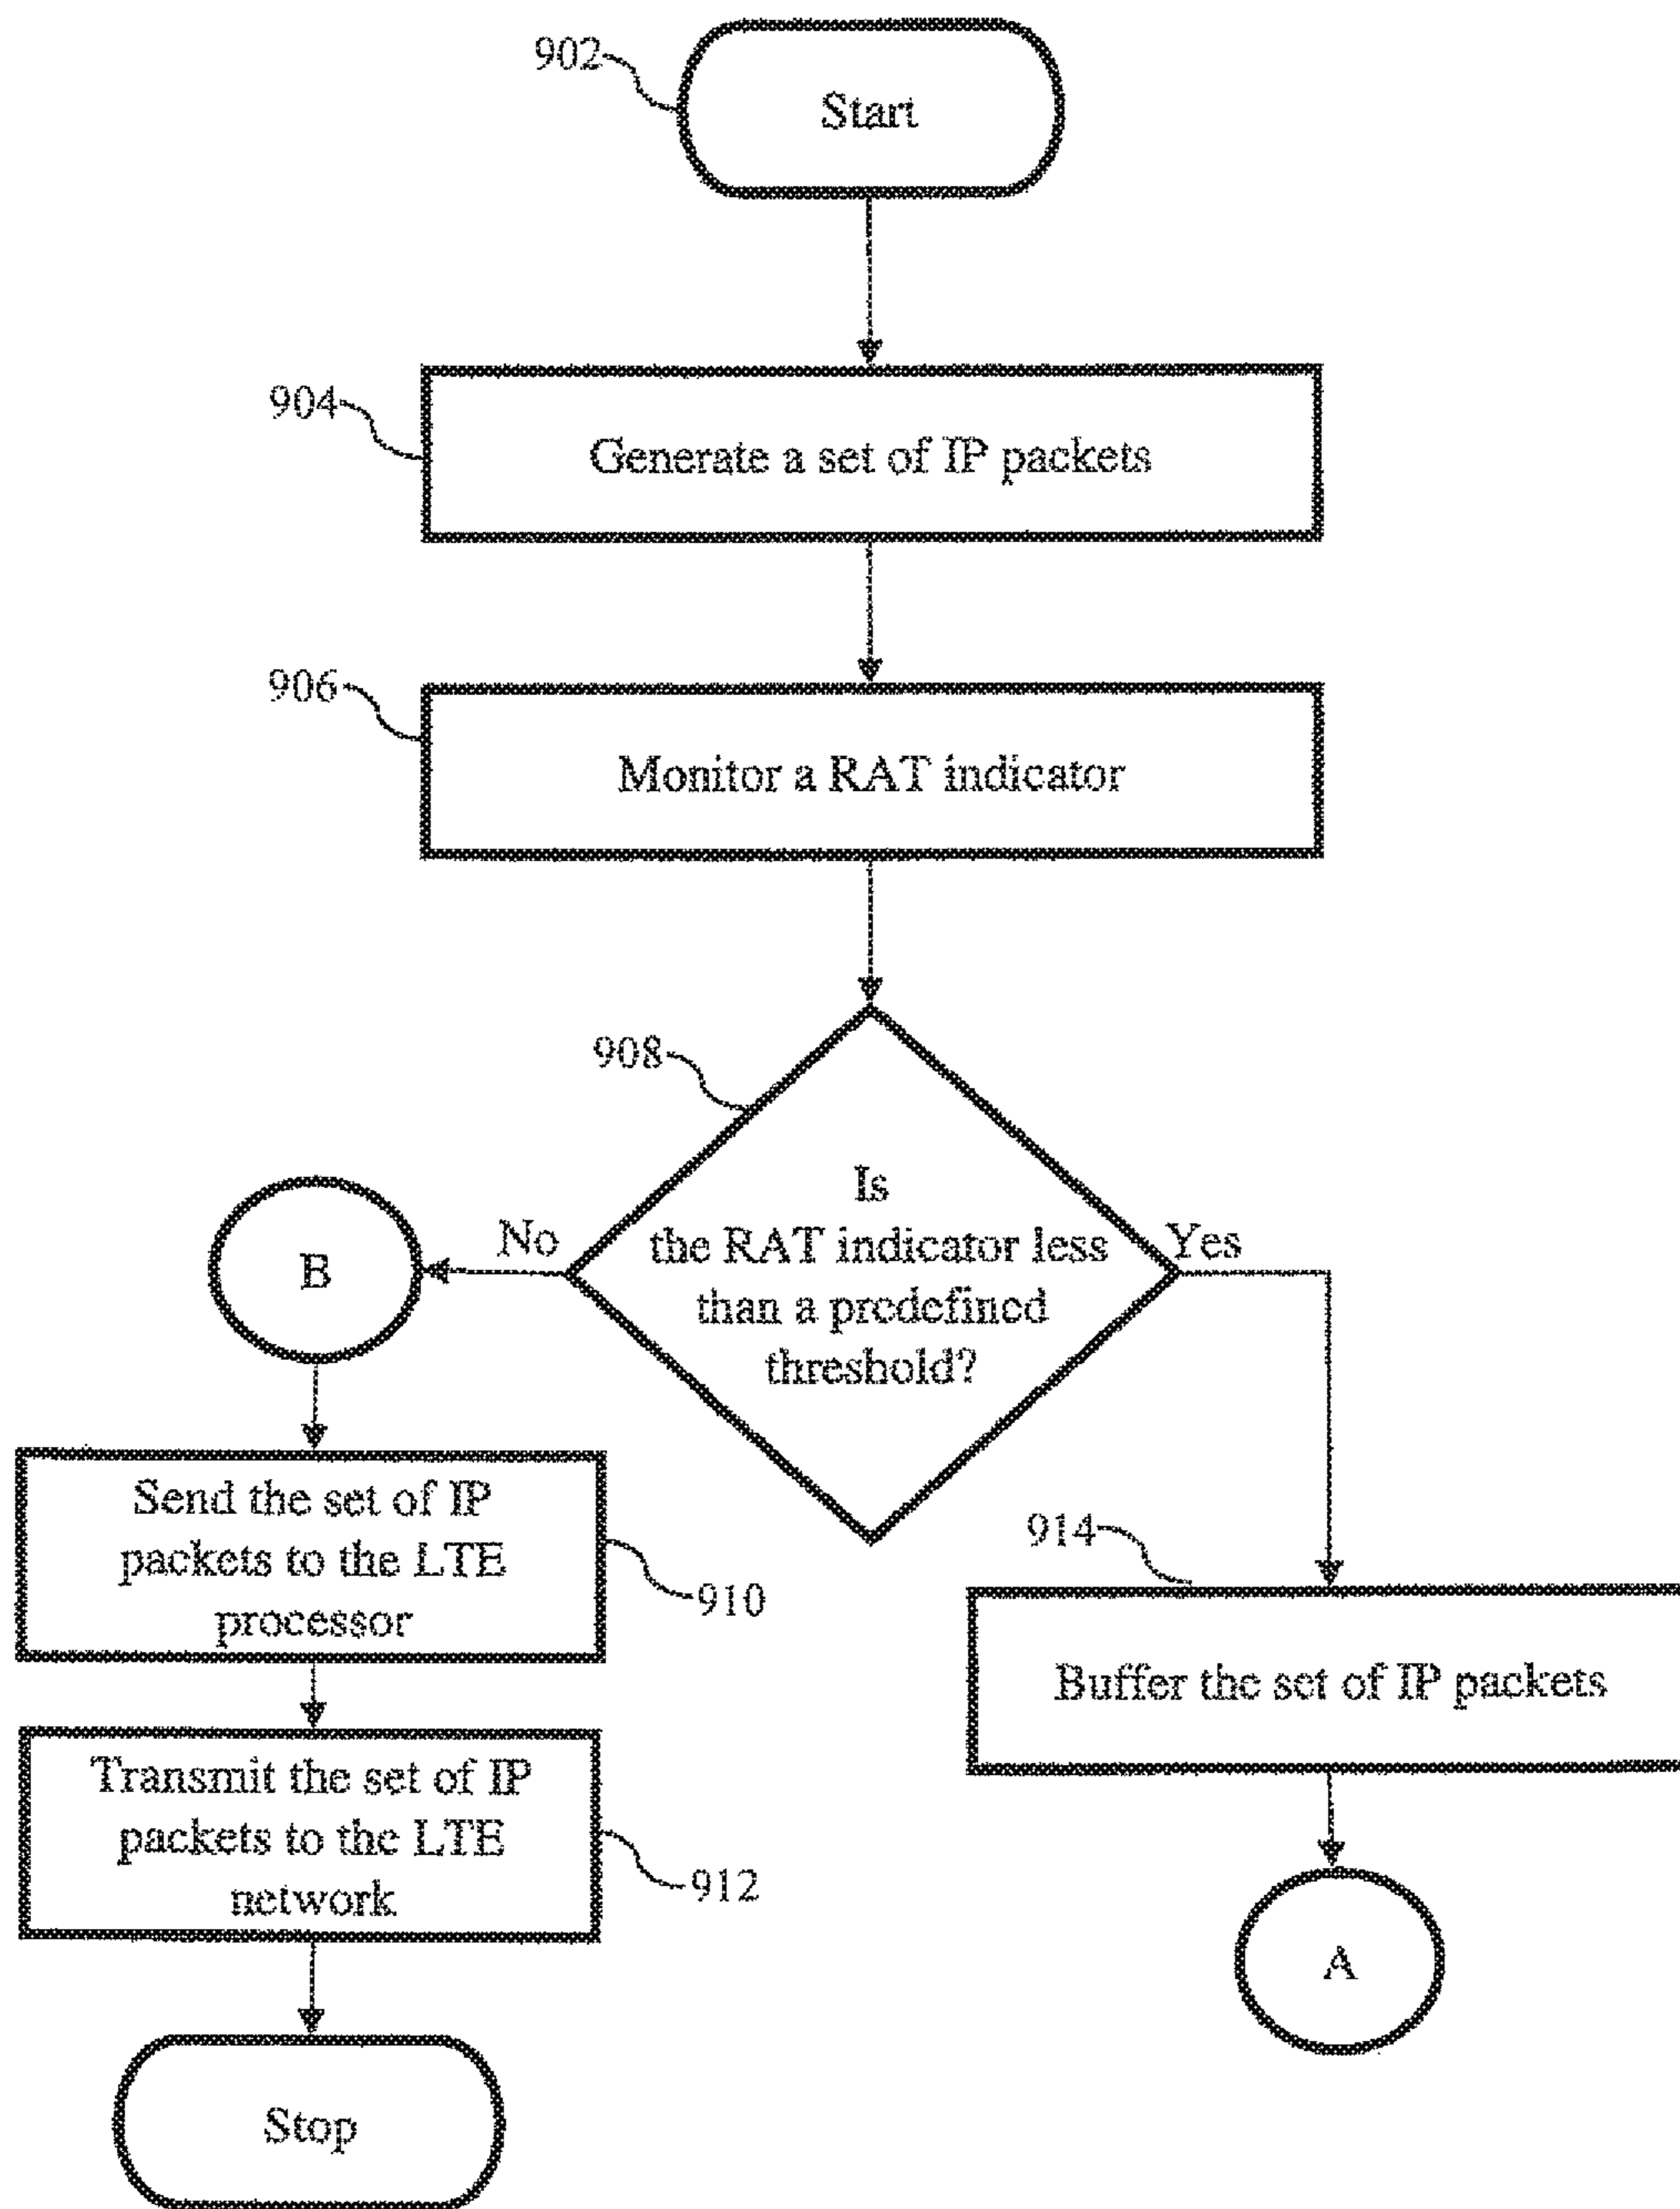 902
Start
904
Generate a set of IP packets
906
Monitor a RAT indicator
908
Is
the RAT indicator less
than a predefined
threshold?
No
Yes
B
Send the set of IP
packets to the LTE
processor
910
914
Buffer the set of IP packets
Transmit the set of IP
packets to the LTE
network
912
A
Stop